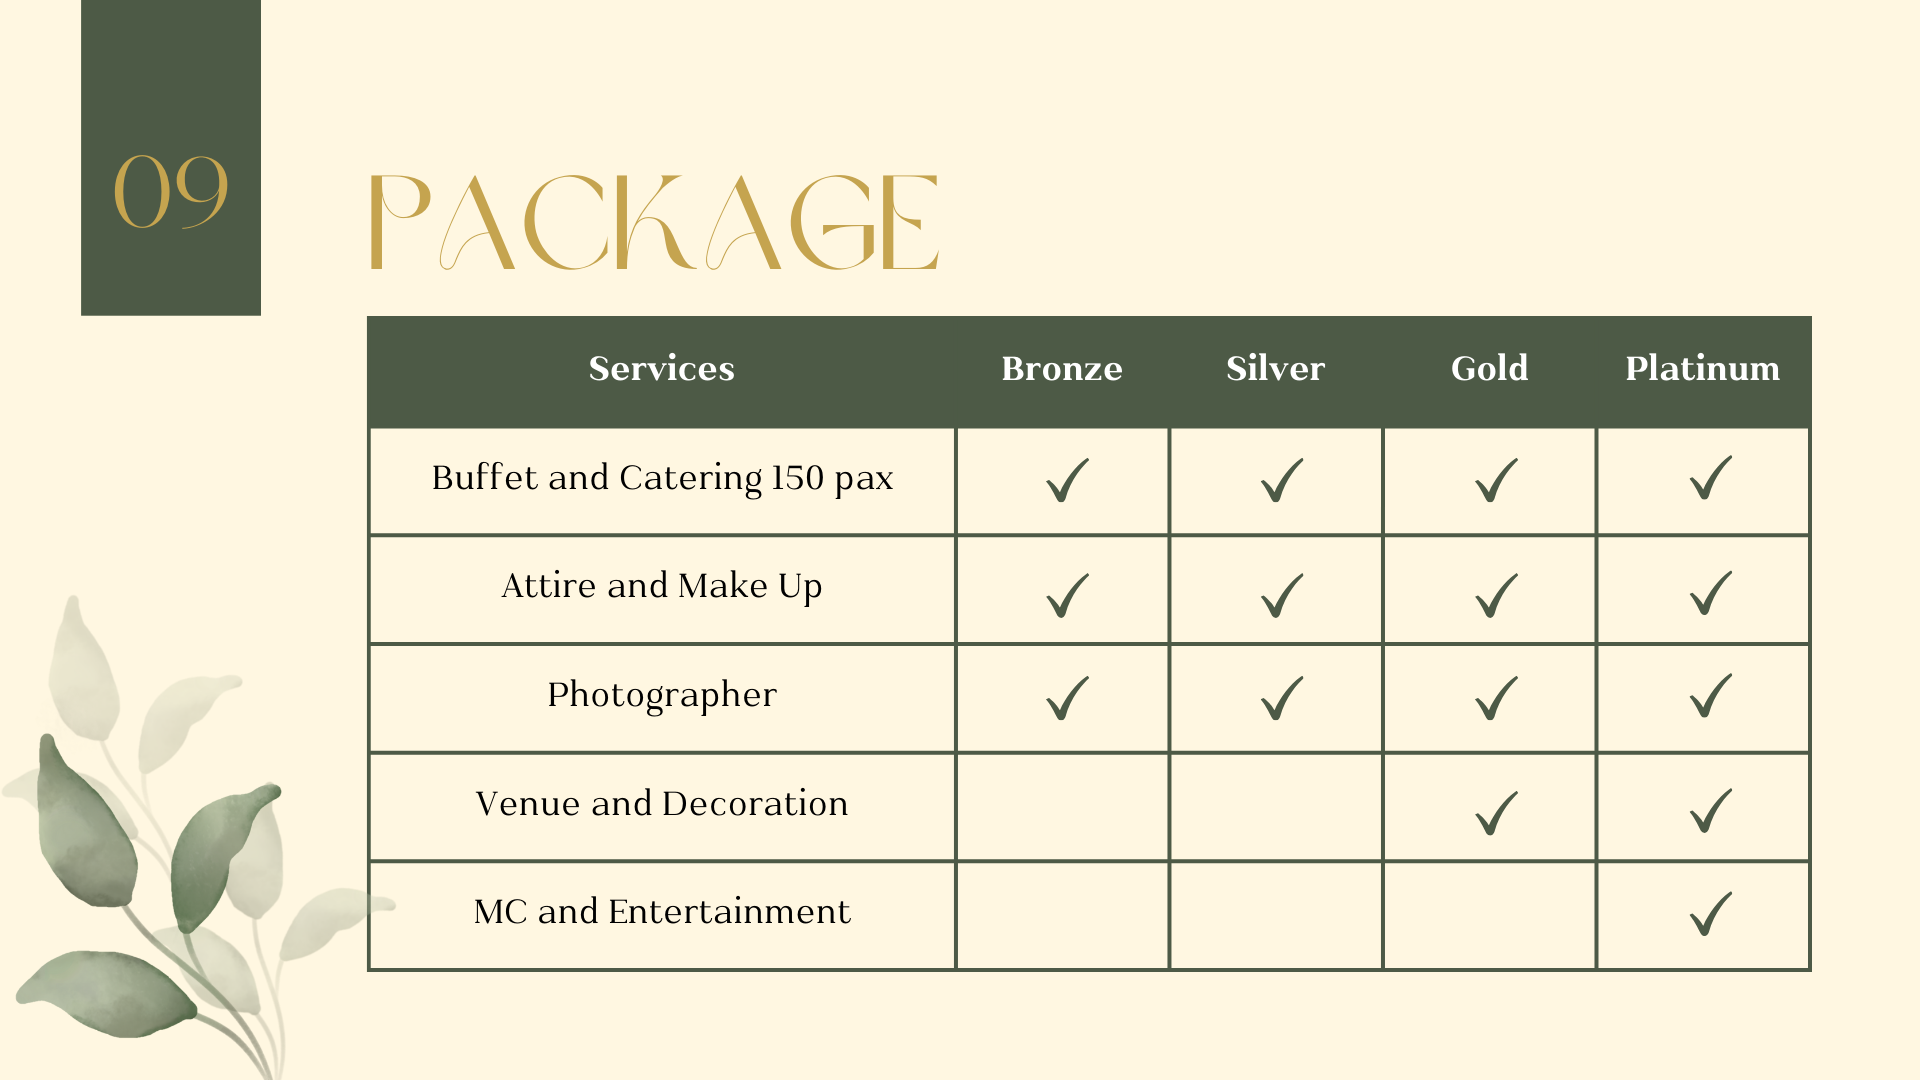 09
PACKAGE
Services Bronze Silver Gold Platinum
Buffet and Catering 150 pax ✓ ✓ ✓ ✓
Attire and Make Up ✓ ✓ ✓ ✓
Photographer ✓ ✓ ✓ ✓
Venue and Decoration ✓ ✓
MC and Entertainment ✓